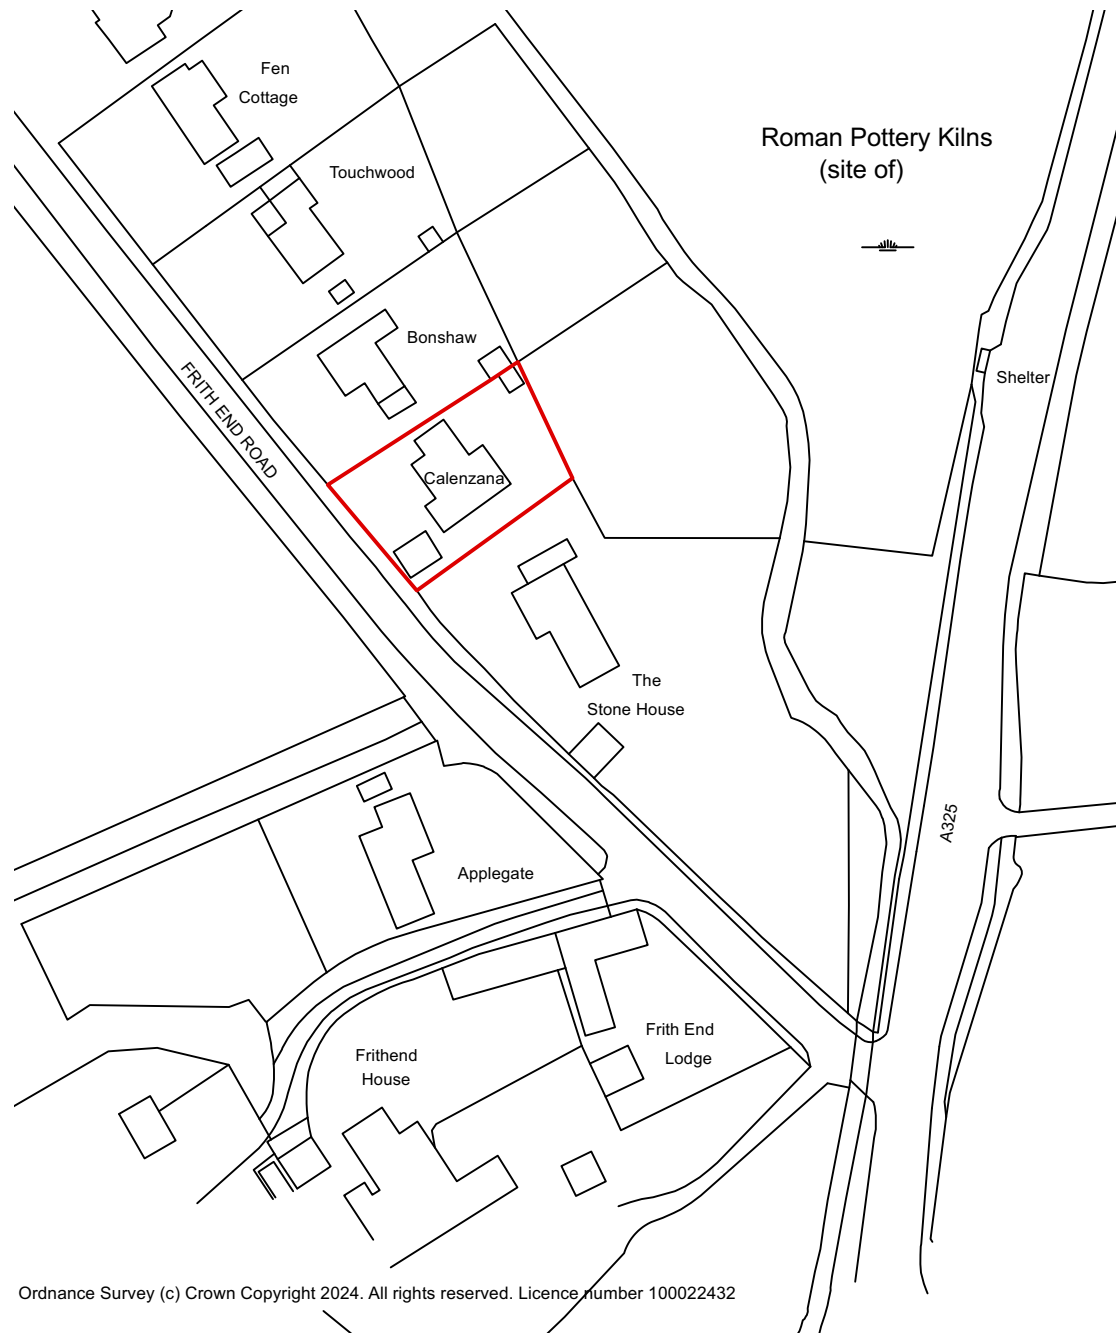 Fen
Cottage
Roman Pottery Kilns
(site of)
Touchwood
Bonshaw
Shelter
FRITH END ROAD
Calenzana
The
Stone House
A325
Applegate
Frith End
Lodge
Frithend
House
Ordnance Survey (c) Crown Copyright 2024. All rights reserved. Licence number 100022432